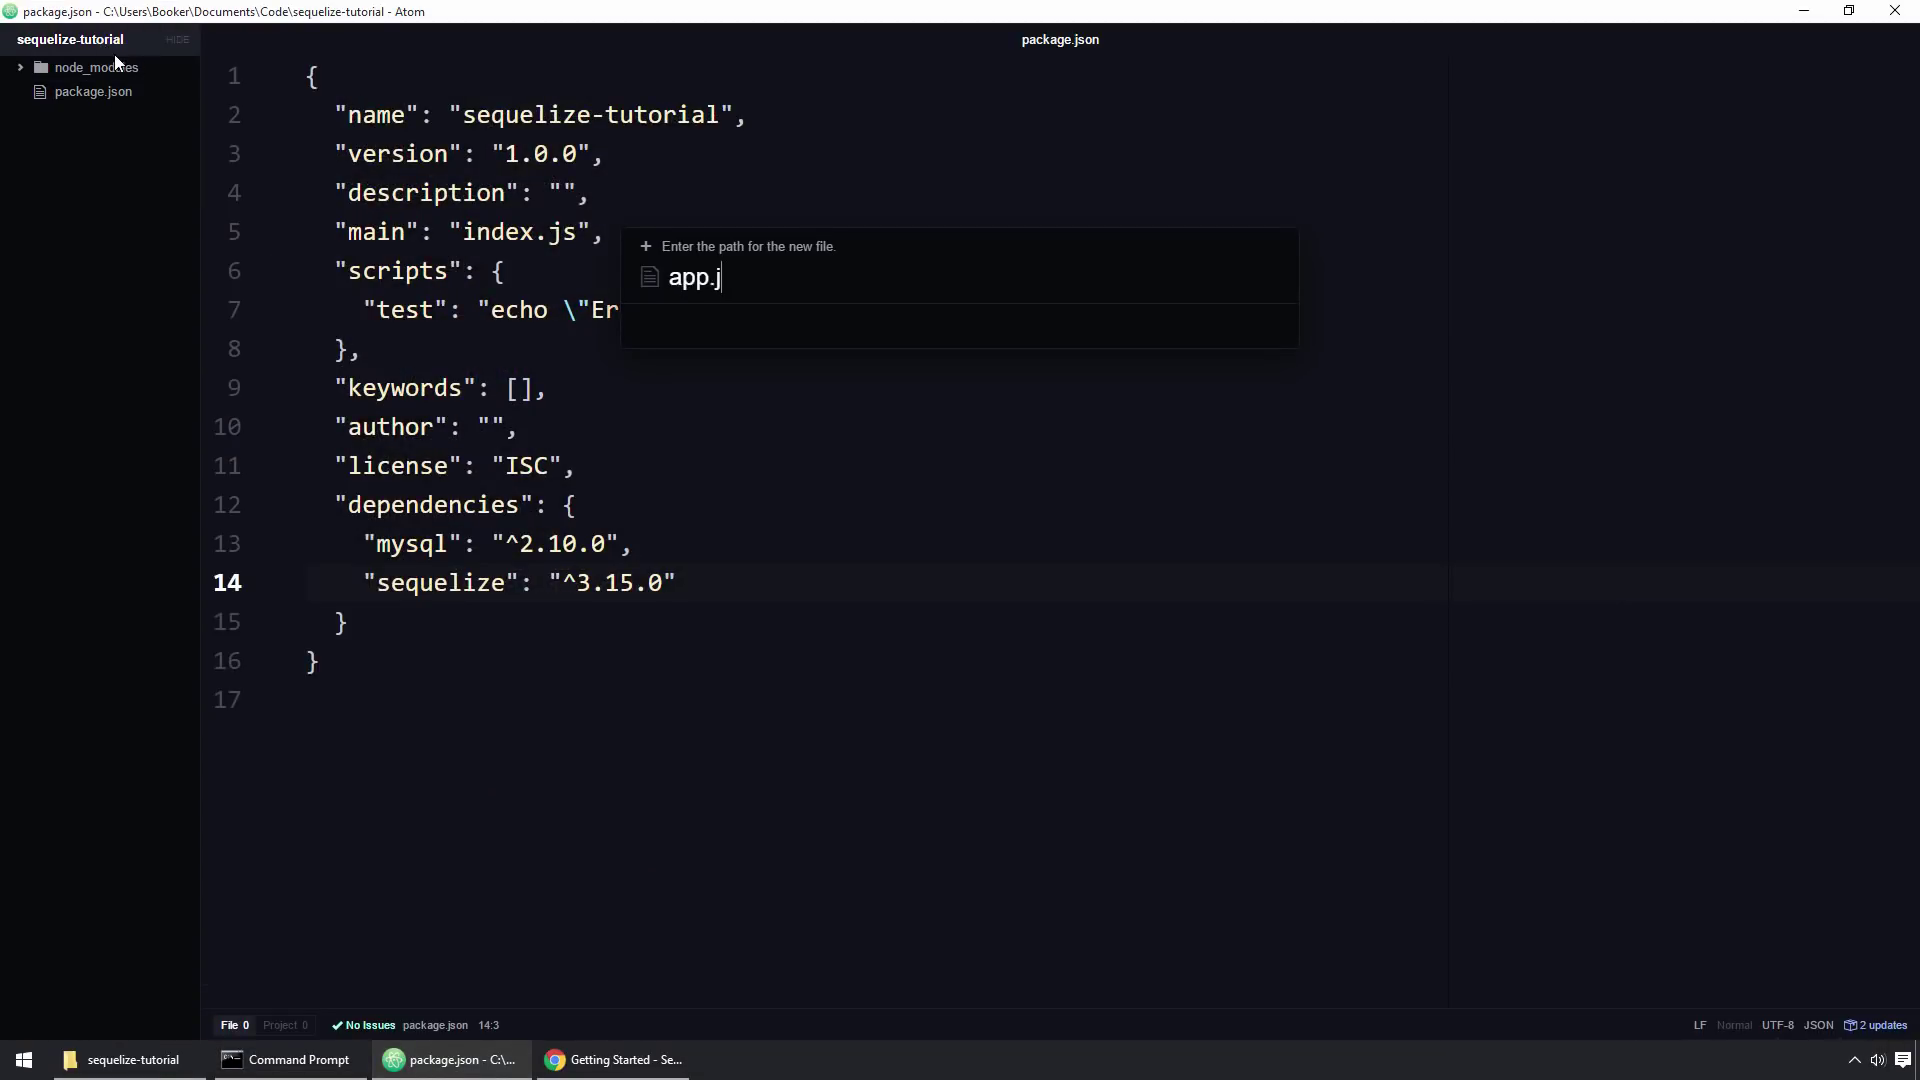 package.json - C:\Users\Booker\Documents\Code\sequelize-tutorial - Atom
sequelize-tutorial HIDE
package.json
node_modules
package.json
1 {
2 "name": "sequelize-tutorial",
3 "version": "1.0.0",
4 "description": "",
5 "main": "index.js",
6 "scripts": {
7 "test": "echo \"Er
8 },
9 "keywords": [],
10 "author": "",
11 "license": "ISC",
12 "dependencies": {
13 "mysql": "^2.10.0",
14 "sequelize": "^3.15.0"
15 }
16 }
17
+ Enter the path for the new file.
app.j
File 0 Project 0 No Issues package.json 14:3
LF Normal UTF-8 JSON 2 updates
sequelize-tutorial Command Prompt package.json - C:\... Getting Started - Se...